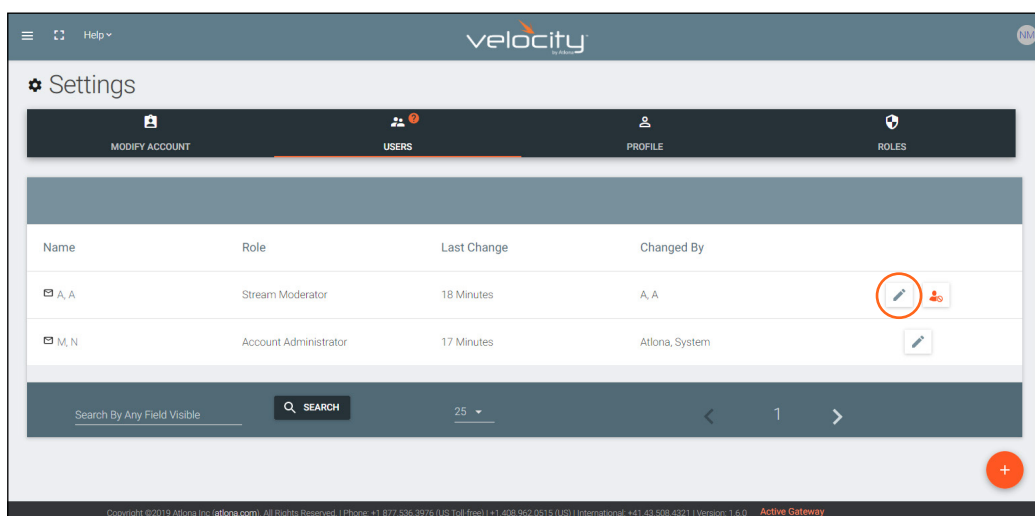 Help
NM
velocity
by Atlona
Settings
?
MODIFY ACCOUNT
USERS
PROFILE
ROLES
Name Role Last Change Changed By
A, A Stream Moderator 18 Minutes A, A
M, N Account Administrator 17 Minutes Atlona, System
Search By Any Field Visible SEARCH 25 1
+
Copyright ©2019 Atlona Inc (atlona.com). All Rights Reserved. | Phone: +1 877.536.3976 (US Toll-free) | +1.408.962.0515 (US) | International: +41.43.508.4321 | Version: 1.6.0 Active Gateway